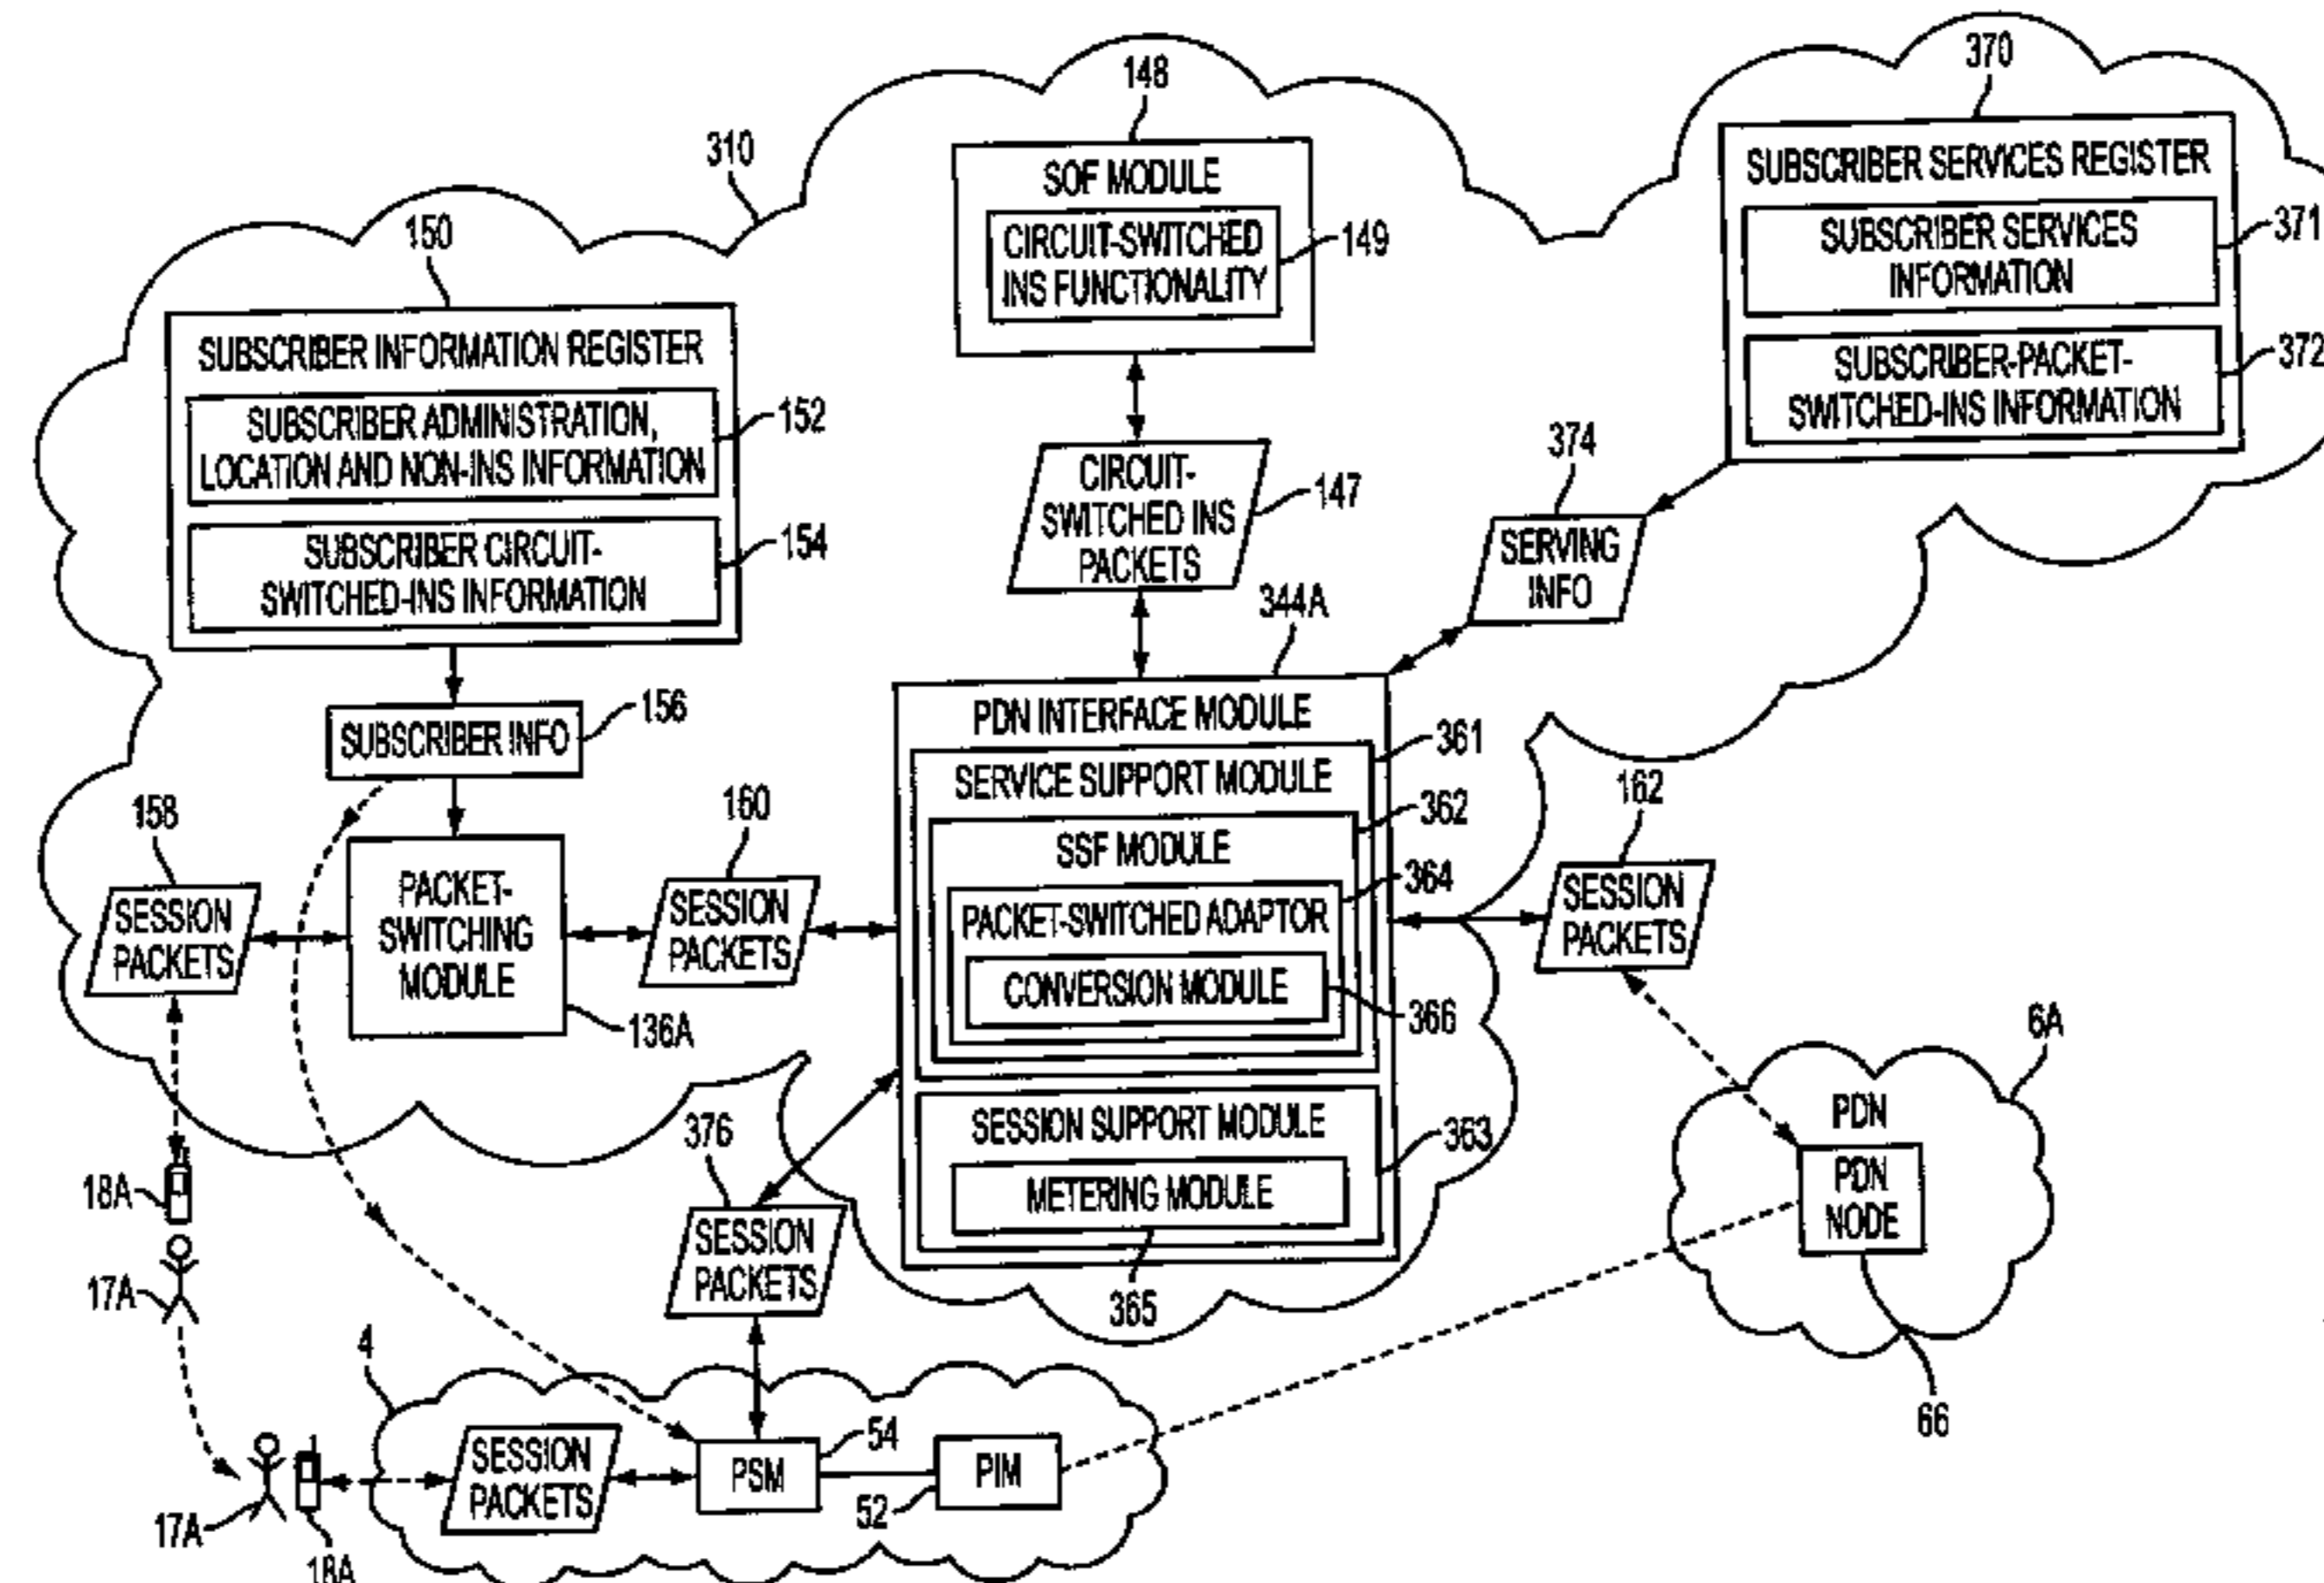 148
370
310
SOF MODULE
CIRCUIT-SWITCHED
INS FUNCTIONALITY
149
SUBSCRIBER SERVICES REGISTER
SUBSCRIBER SERVICES
INFORMATION
371
SUBSCRIBER-PACKET-
SWITCHED-INS INFORMATION
372
150
SUBSCRIBER INFORMATION REGISTER
SUBSCRIBER ADMINISTRATION,
LOCATION AND NON-INS INFORMATION
152
SUBSCRIBER CIRCUIT-
SWITCHED-INS INFORMATION
154
CIRCUIT-
SWITCHED INS
PACKETS
147
374
SERVING
INFO
344A
SUBSCRIBER INFO
156
PDN INTERFACE MODULE
SERVICE SUPPORT MODULE
361
SSF MODULE
362
PACKET-SWITCHED ADAPTOR
364
CONVERSION MODULE
366
SESSION SUPPORT MODULE
363
METERING MODULE
365
158
SESSION
PACKETS
PACKET-
SWITCHING
MODULE
136A
160
SESSION
PACKETS
162
SESSION
PACKETS
6A
PDN
PDN
NODE
66
376
SESSION
PACKETS
18A
17A
4
SESSION
PACKETS
PSM
54
PIM
52
17A
18A